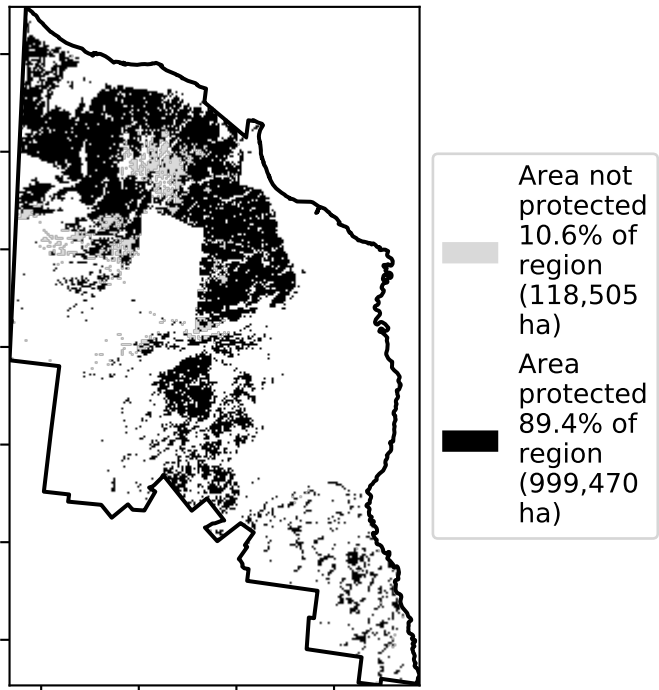 Area not
protected
10.6% of
region
(118,505
ha)
Area
protected
89.4% of
region
(999,470
ha)